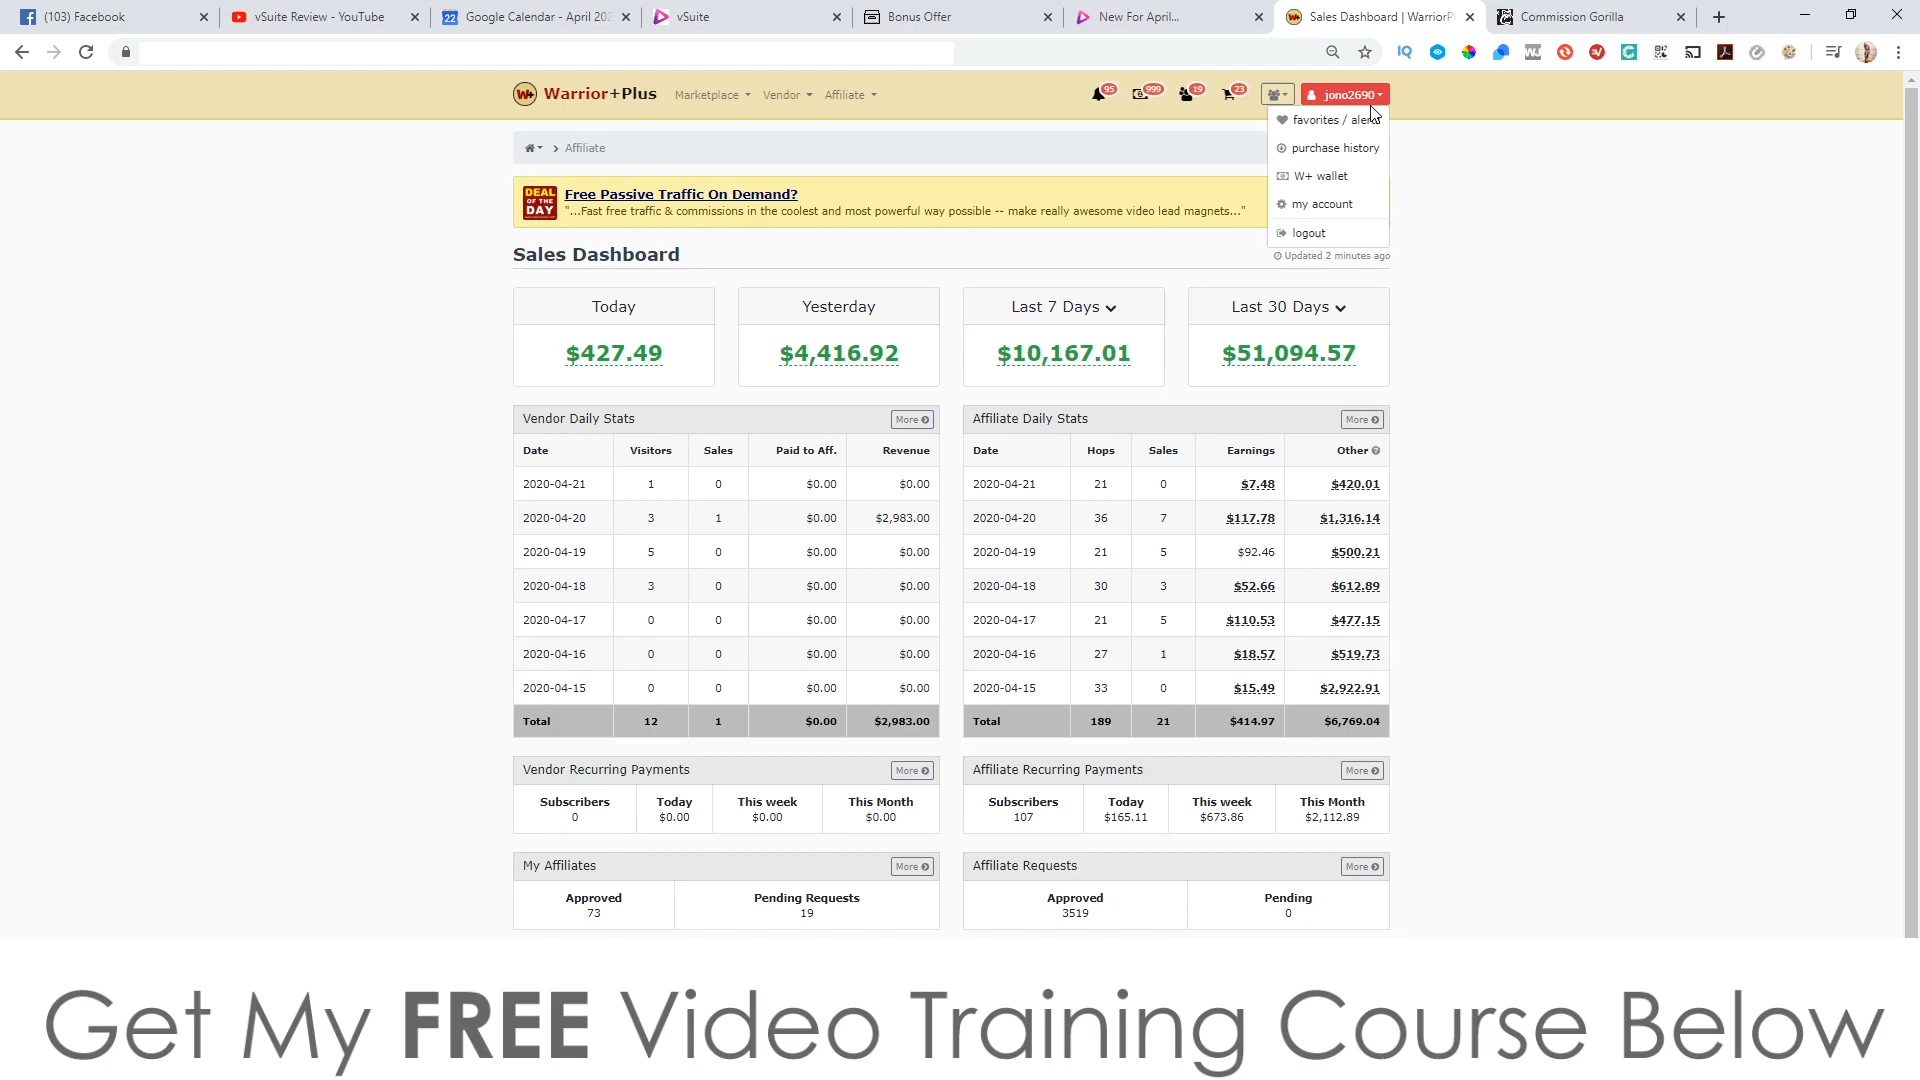 (103) Facebook
vSuite Review - YouTube
Google Calendar - April 202
vSuite
Bonus Offer
New For April...
Sales Dashboard | WarriorP
Commission Gorilla
Warrior+Plus
Marketplace
Vendor
Affiliate
95
999
19
23
jono2690
Affiliate
favorites / alerts
purchase history
W+ wallet
my account
logout
DEAL OF THE DAY
Free Passive Traffic On Demand?
"...Fast free traffic & commissions in the coolest and most powerful way possible -- make really awesome video lead magnets..."
Sales Dashboard
Updated 2 minutes ago
Today Yesterday Last 7 Days Last 30 Days
$427.49 $4,416.92 $10,167.01 $51,094.57
Vendor Daily Stats More
Date Visitors Sales Paid to Aff. Revenue
2020-04-21 1 0 $0.00 $0.00
2020-04-20 3 1 $0.00 $2,983.00
2020-04-19 5 0 $0.00 $0.00
2020-04-18 3 0 $0.00 $0.00
2020-04-17 0 0 $0.00 $0.00
2020-04-16 0 0 $0.00 $0.00
2020-04-15 0 0 $0.00 $0.00
Total 12 1 $0.00 $2,983.00
Affiliate Daily Stats More
Date Hops Sales Earnings Other
2020-04-21 21 0 $7.48 $420.01
2020-04-20 36 7 $117.78 $1,316.14
2020-04-19 21 5 $92.46 $500.21
2020-04-18 30 3 $52.66 $612.89
2020-04-17 21 5 $110.53 $477.15
2020-04-16 27 1 $18.57 $519.73
2020-04-15 33 0 $15.49 $2,922.91
Total 189 21 $414.97 $6,769.04
Vendor Recurring Payments More
Subscribers Today This week This Month
0 $0.00 $0.00 $0.00
Affiliate Recurring Payments More
Subscribers Today This week This Month
107 $165.11 $673.86 $2,112.89
My Affiliates More
Approved Pending Requests
73 19
Affiliate Requests More
Approved Pending
3519 0
Get My FREE Video Training Course Below